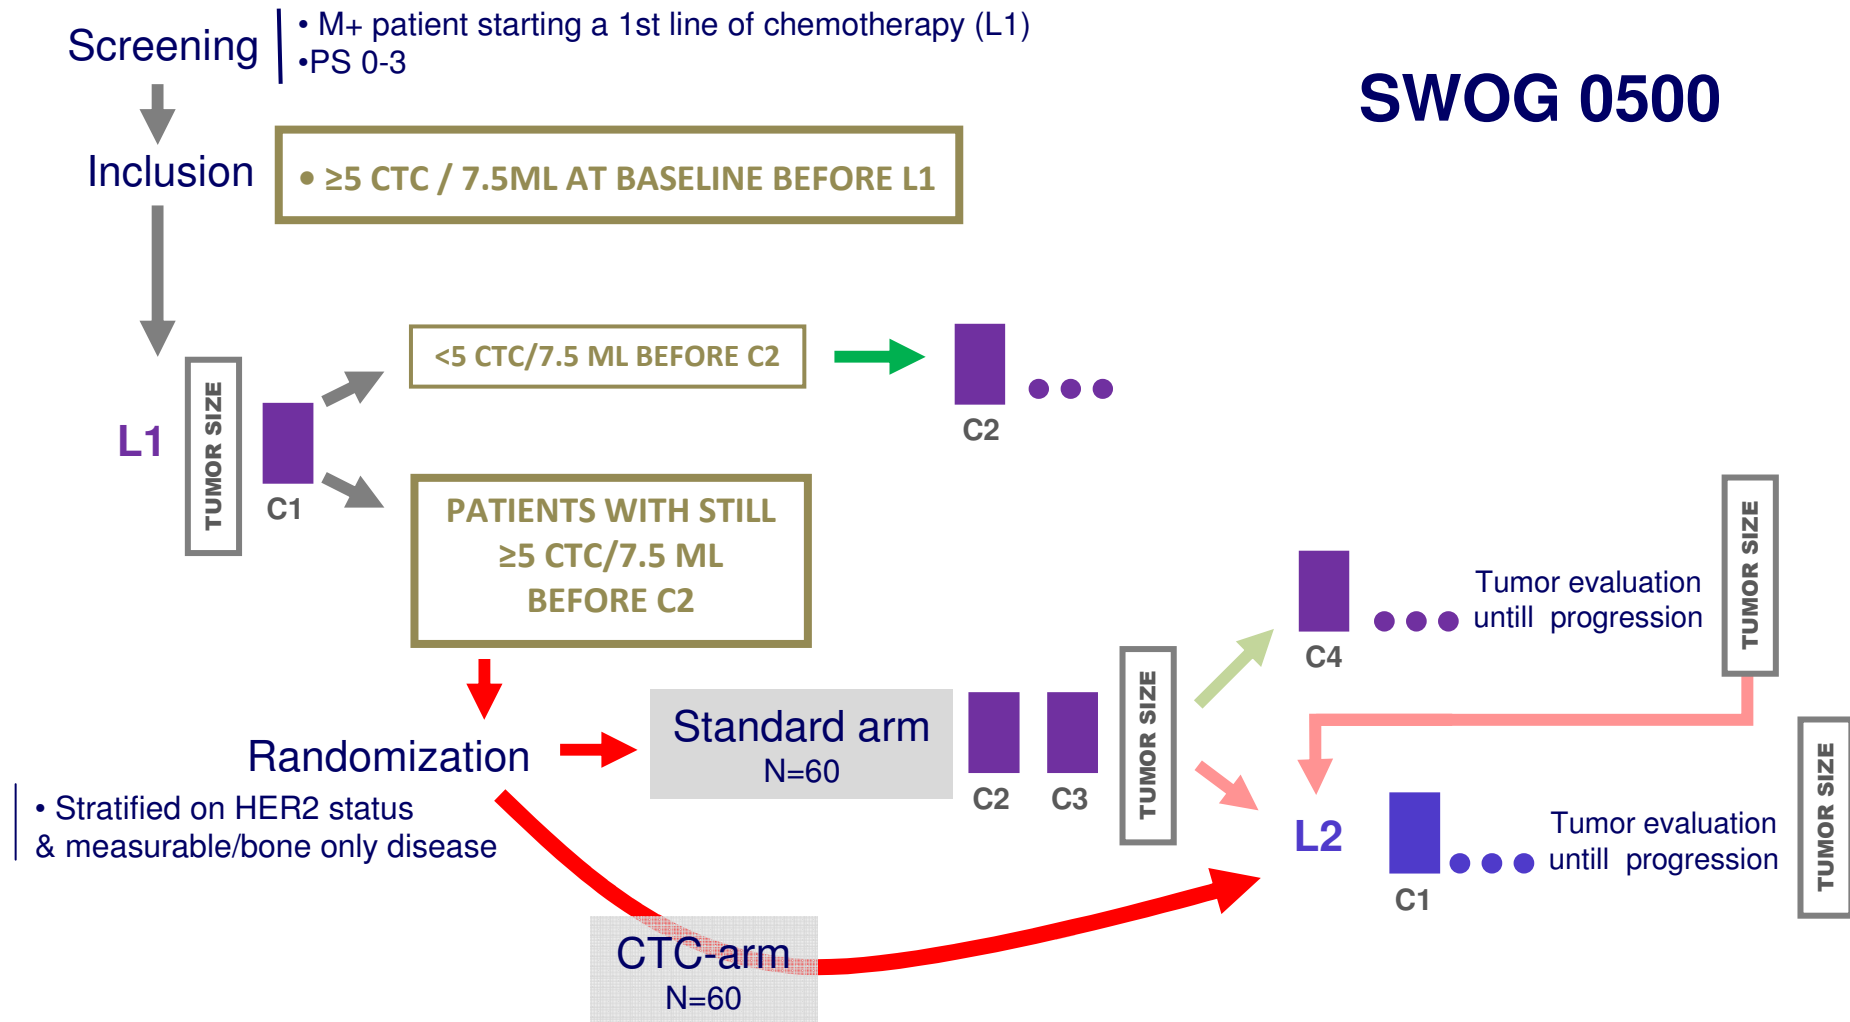 Screening
• M+ patient starting a 1st line of chemotherapy (L1)
•PS 0-3
SWOG 0500
Inclusion
• ≥5 CTC / 7.5ML AT BASELINE BEFORE L1
L1
TUMOR SIZE
C1
<5 CTC/7.5 ML BEFORE C2
C2
PATIENTS WITH STILL
≥5 CTC/7.5 ML
BEFORE C2
Randomization
• Stratified on HER2 status
& measurable/bone only disease
Standard arm
N=60
C2
C3
TUMOR SIZE
C4
Tumor evaluation
untill progression
TUMOR SIZE
CTC-arm
N=60
L2
C1
Tumor evaluation
untill progression
TUMOR SIZE